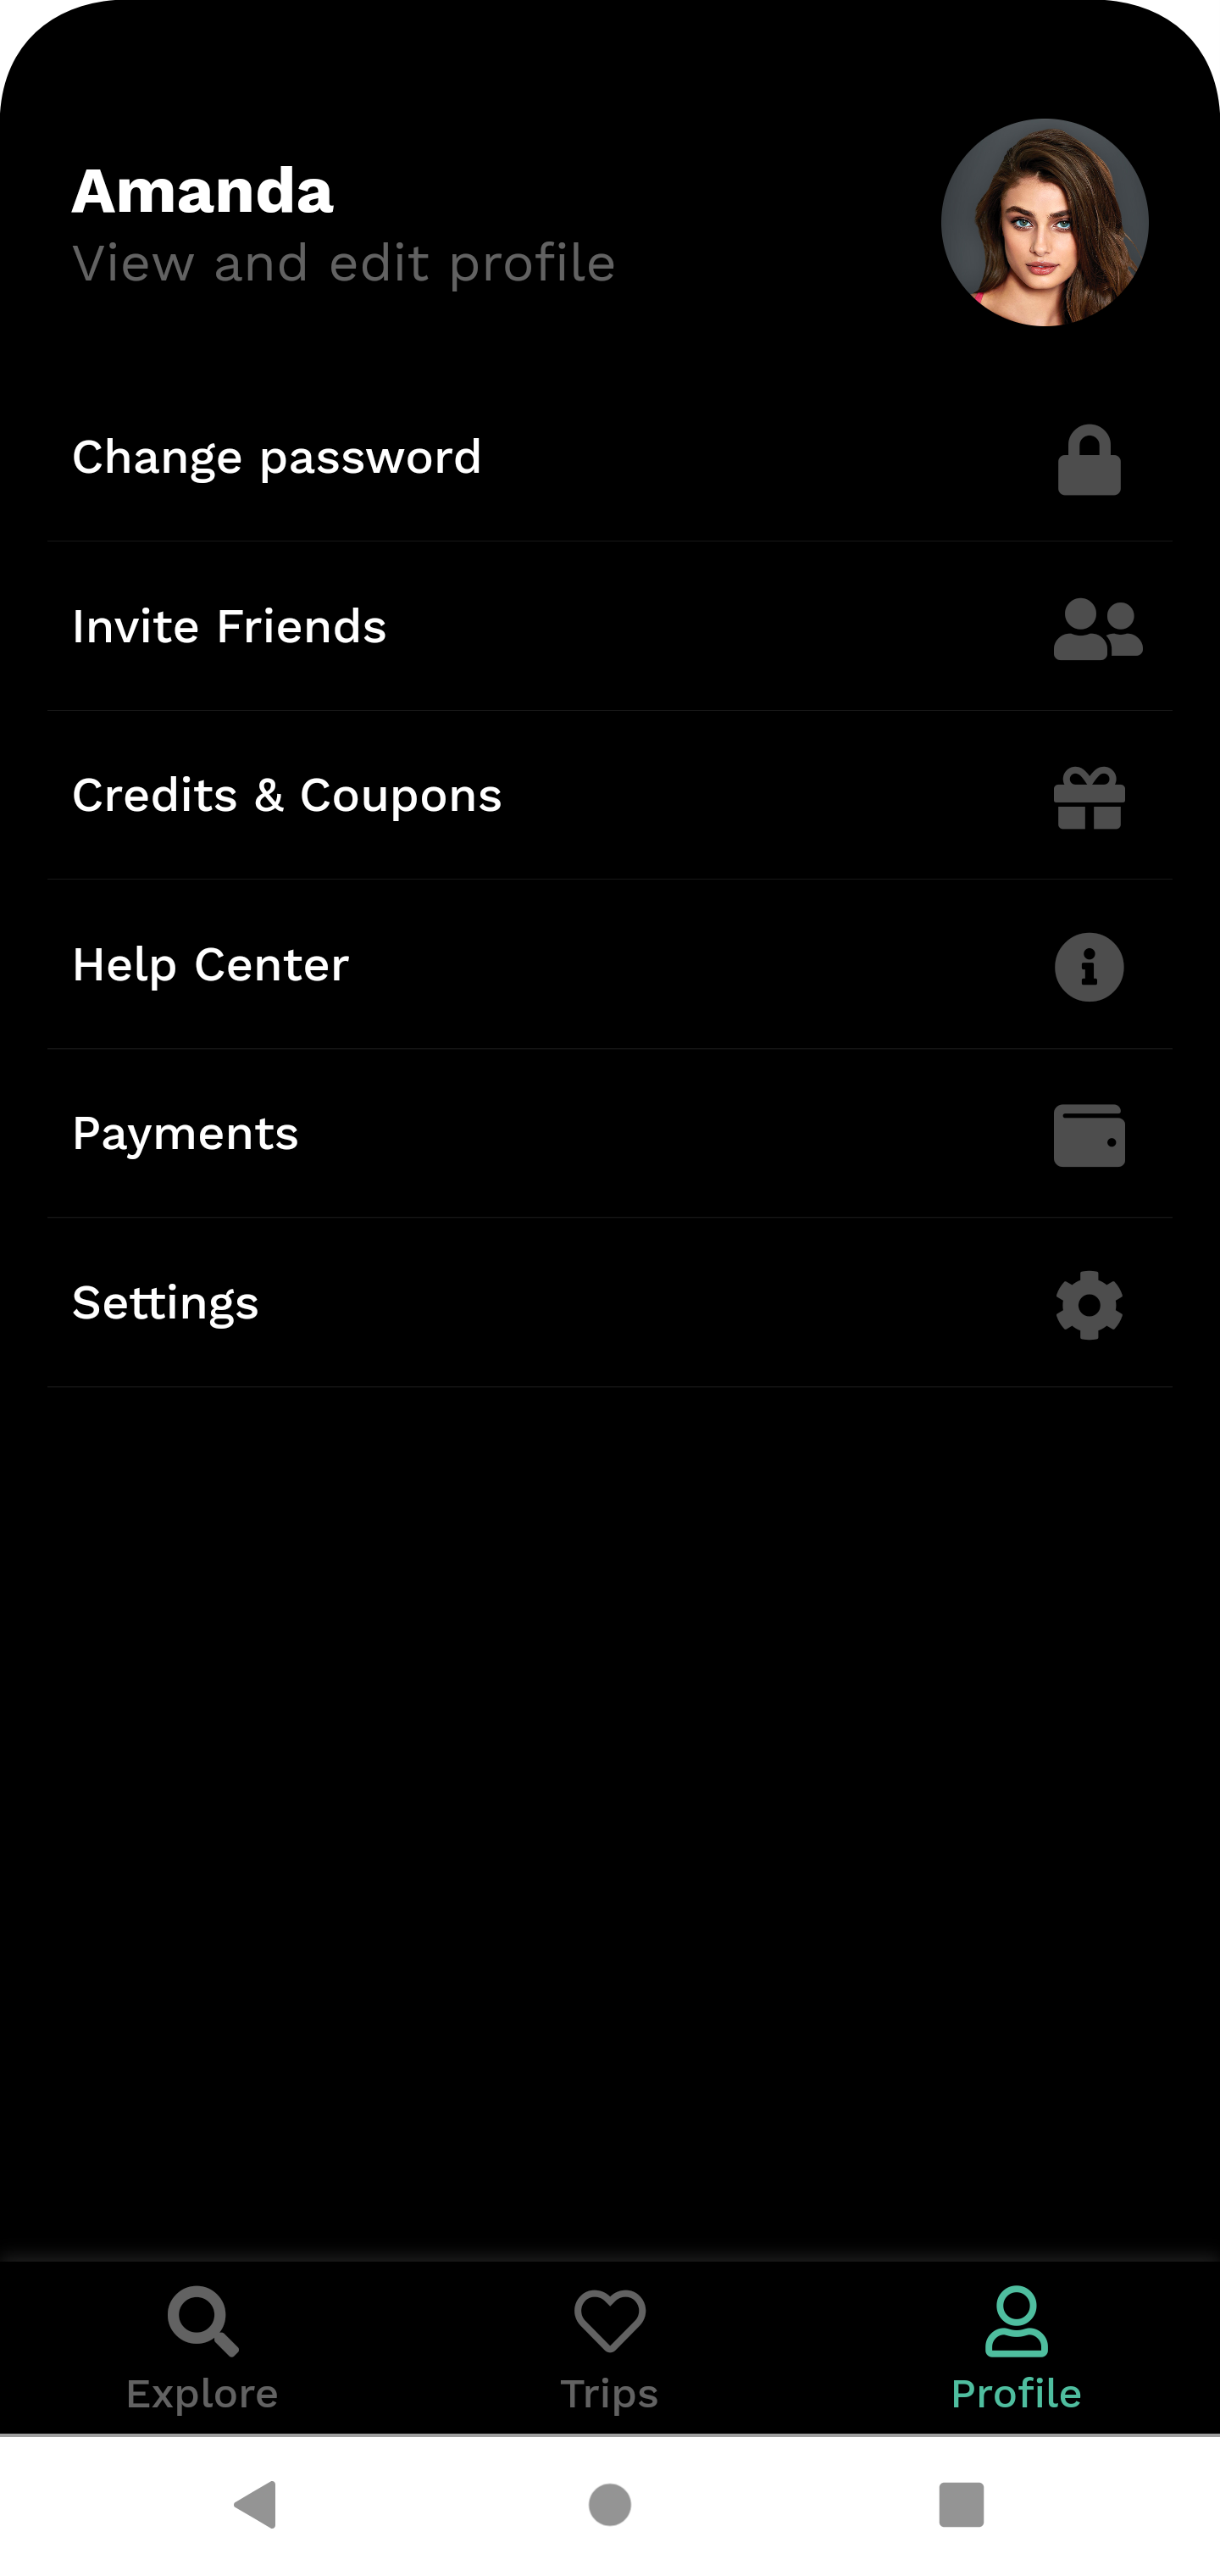 Amanda
View and edit profile
Change password
Invite Friends
Credits & Coupons
Help Center
Payments
Settings
Explore
Trips
Profile